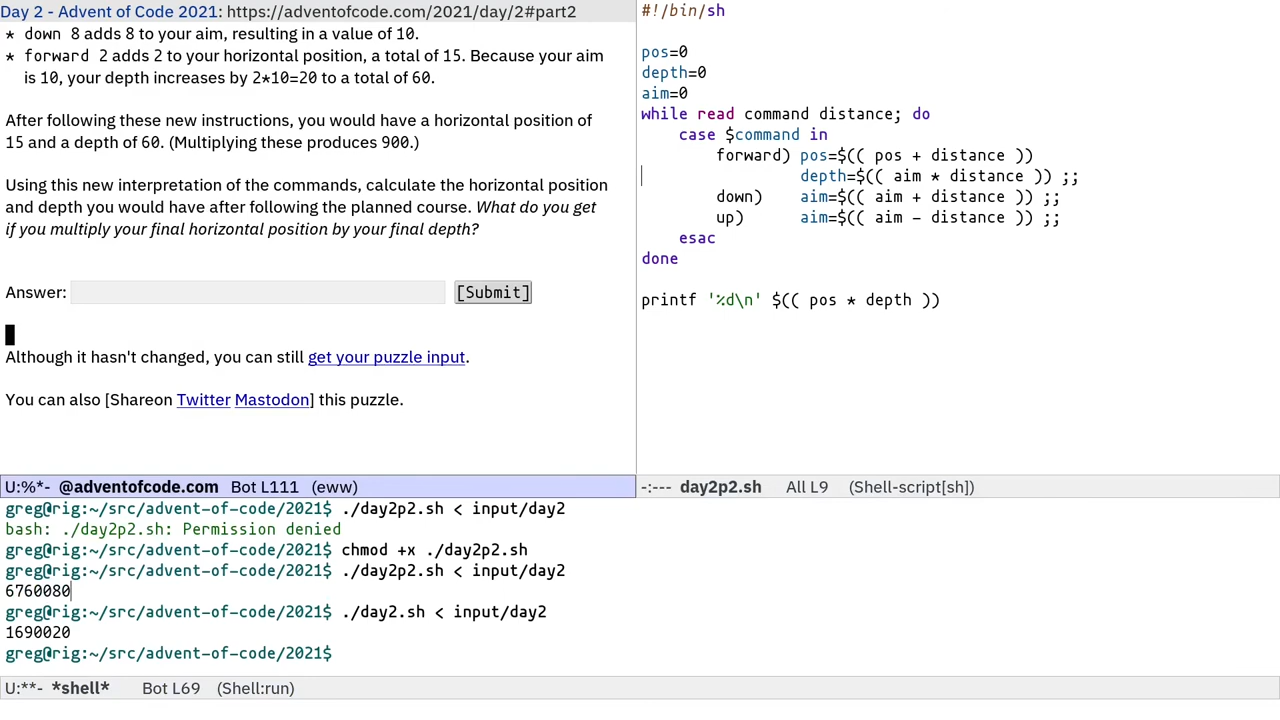 Day 2 - Advent of Code 2021: https://adventofcode.com/2021/day/2#part2
* down 8 adds 8 to your aim, resulting in a value of 10.
* forward 2 adds 2 to your horizontal position, a total of 15. Because your aim
is 10, your depth increases by 2*10=20 to a total of 60.
After following these new instructions, you would have a horizontal position of
15 and a depth of 60. (Multiplying these produces 900.)
Using this new interpretation of the commands, calculate the horizontal position
and depth you would have after following the planned course. What do you get
if you multiply your final horizontal position by your final depth?
Answer: [Submit]
Although it hasn't changed, you can still get your puzzle input.
You can also [Shareon Twitter Mastodon] this puzzle.
U:%*- @adventofcode.com Bot L111 (eww)
#!/bin/sh
pos=0
depth=0
aim=0
while read command distance; do
case $command in
forward) pos=$(( pos + distance ))
depth=$(( aim * distance )) ;;
down) aim=$(( aim + distance )) ;;
up) aim=$(( aim - distance )) ;;
esac
done
printf '%d\n' $(( pos * depth ))
-:--- day2p2.sh All L9 (Shell-script[sh])
greg@rig:~/src/advent-of-code/2021$ ./day2p2.sh < input/day2
bash: ./day2p2.sh: Permission denied
greg@rig:~/src/advent-of-code/2021$ chmod +x ./day2p2.sh
greg@rig:~/src/advent-of-code/2021$ ./day2p2.sh < input/day2
6760080
greg@rig:~/src/advent-of-code/2021$ ./day2.sh < input/day2
1690020
greg@rig:~/src/advent-of-code/2021$
U:**- *shell* Bot L69 (Shell:run)